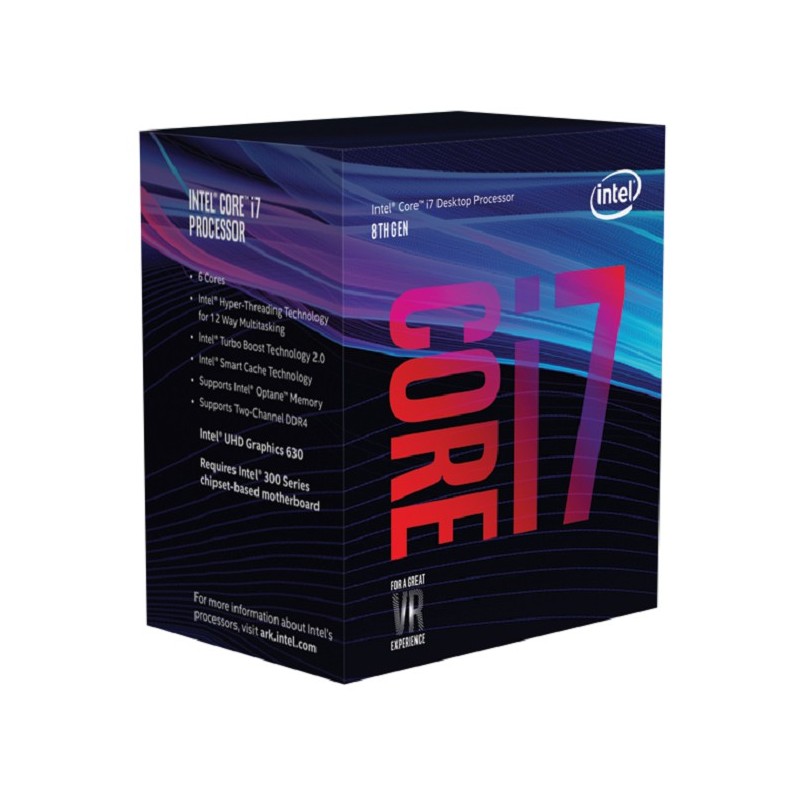 INTEL® CORE™ i7
PROCESSOR
• 6 Cores
• Intel® Hyper-Threading Technology
for 12 Way Multitasking
• Intel® Turbo Boost Technology 2.0
• Intel® Smart Cache Technology
• Supports Intel® Optane™ Memory
• Supports Two-Channel DDR4
Intel® UHD Graphics 630
Requires Intel® 300 Series
chipset-based motherboard
For more information about Intel's
processors, visit ark.intel.com
Intel® Core™ i7 Desktop Processor
8TH GEN
intel®
CORE i7
FOR A GREAT
VR
EXPERIENCE